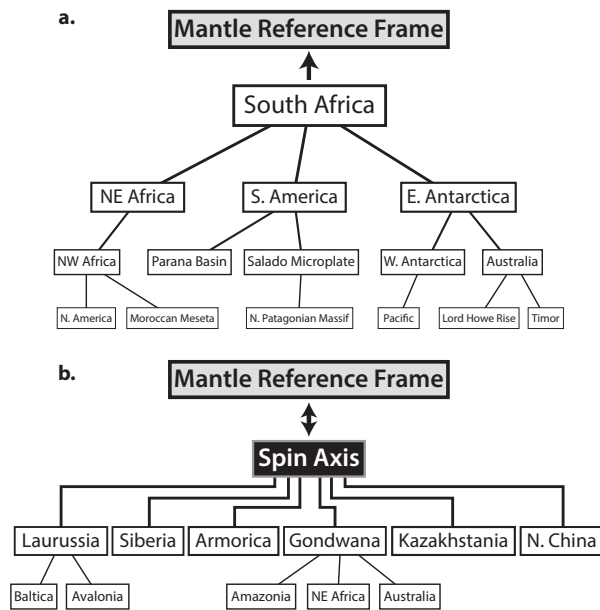 a.
Mantle Reference Frame
South Africa
NE Africa S. America E. Antarctica
NW Africa Parana Basin Salado Microplate W. Antarctica Australia
N. America Moroccan Meseta N. Patagonian Massif Pacific Lord Howe Rise Timor
b.
Mantle Reference Frame
Spin Axis
Laurussia Siberia Armorica Gondwana Kazakhstania N. China
Baltica Avalonia Amazonia NE Africa Australia